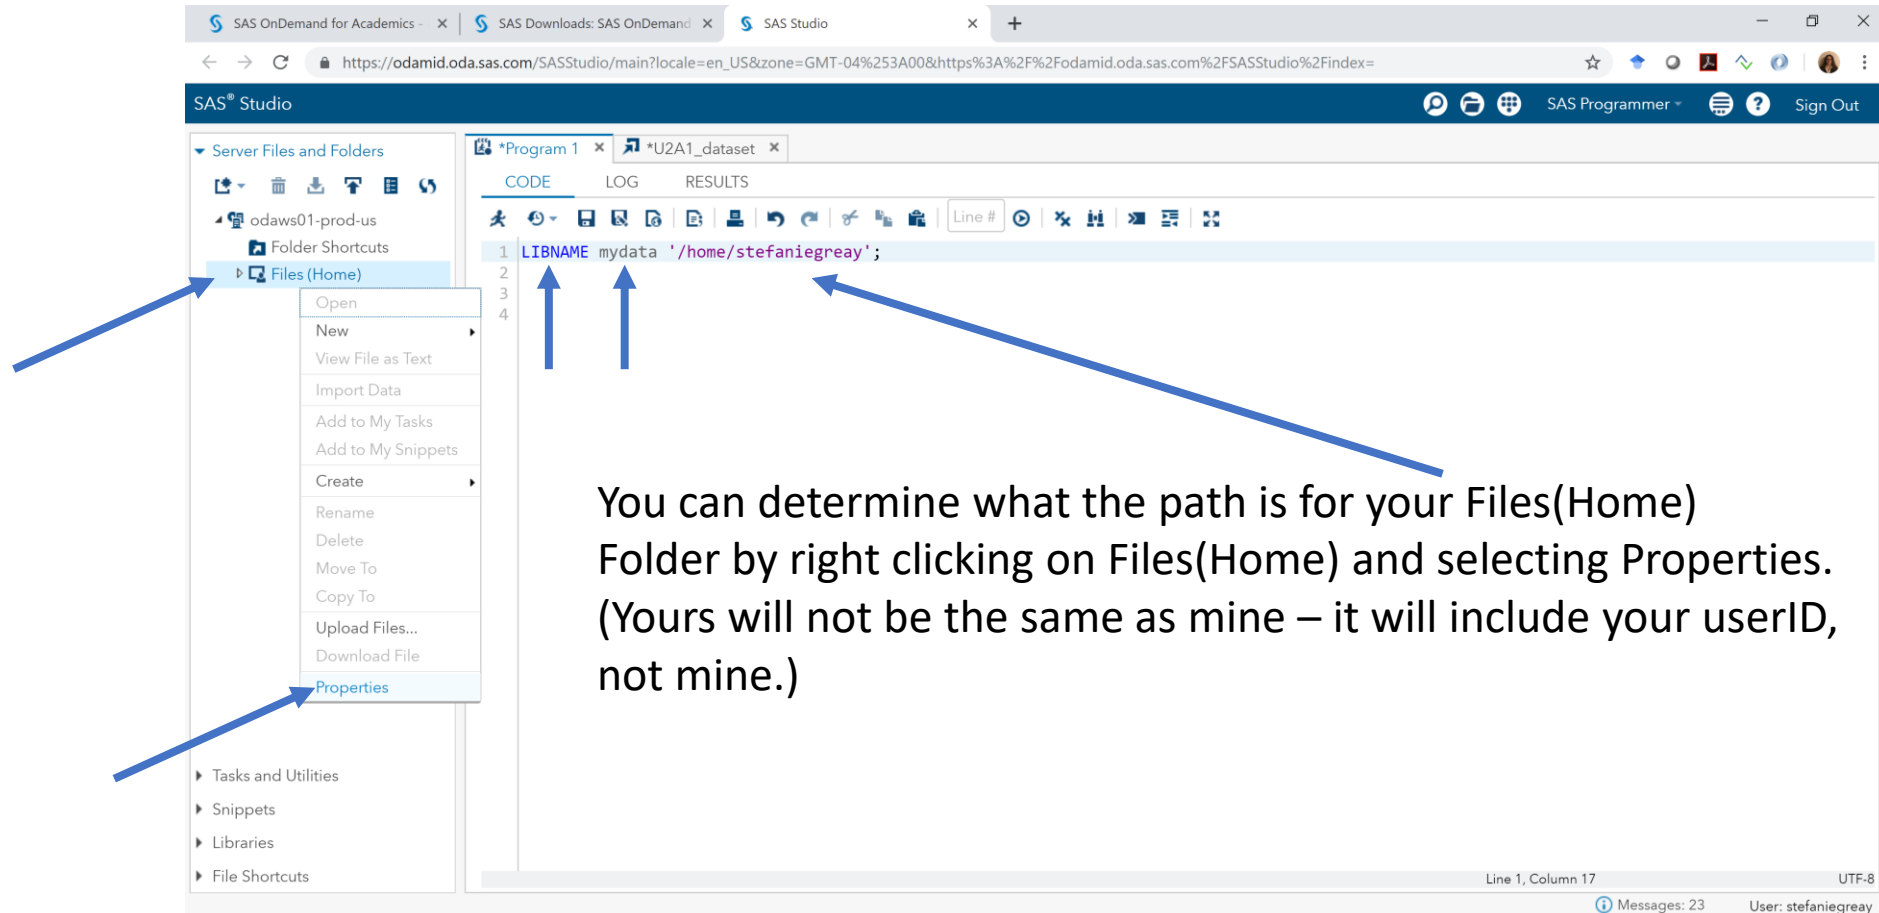 SAS OnDemand for Academics -
SAS Downloads: SAS OnDemand
SAS Studio
https://odamid.oda.sas.com/SASStudio/main?locale=en_US&zone=GMT-04%253A00&https%3A%2F%2Fodamid.oda.sas.com%2FSASStudio%2Findex=
SAS® Studio
SAS Programmer
Sign Out
Server Files and Folders
*Program 1
*U2A1_dataset
CODE
LOG
RESULTS
odaws01-prod-us
Folder Shortcuts
Files (Home)
Line #
1 LIBNAME mydata '/home/stefaniegreay';
2
3
4
Open
New
View File as Text
Import Data
Add to My Tasks
Add to My Snippets
Create
Rename
Delete
Move To
Copy To
Upload Files...
Download File
Properties
You can determine what the path is for your Files(Home)
Folder by right clicking on Files(Home) and selecting Properties.
(Yours will not be the same as mine – it will include your userID,
not mine.)
Tasks and Utilities
Snippets
Libraries
File Shortcuts
Line 1, Column 17
UTF-8
Messages: 23
User: stefaniegreay